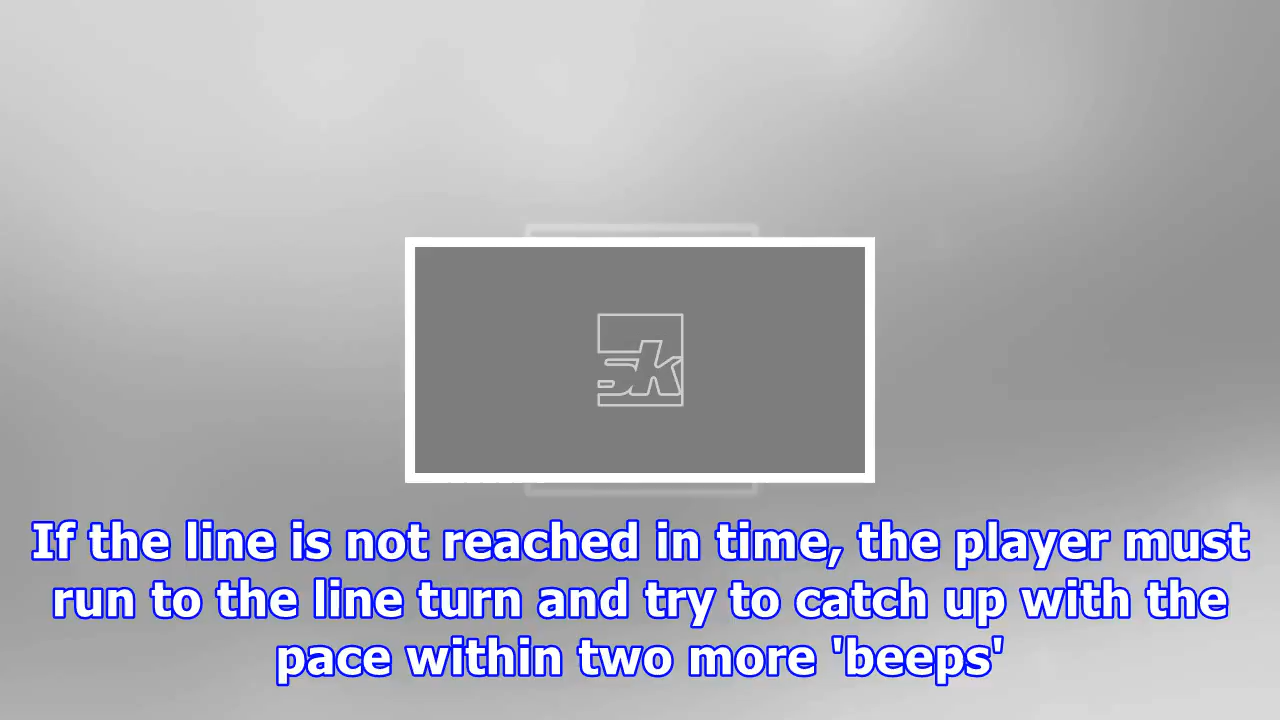 sk
If the line is not reached in time, the player must
run to the line turn and try to catch up with the
pace within two more 'beeps'